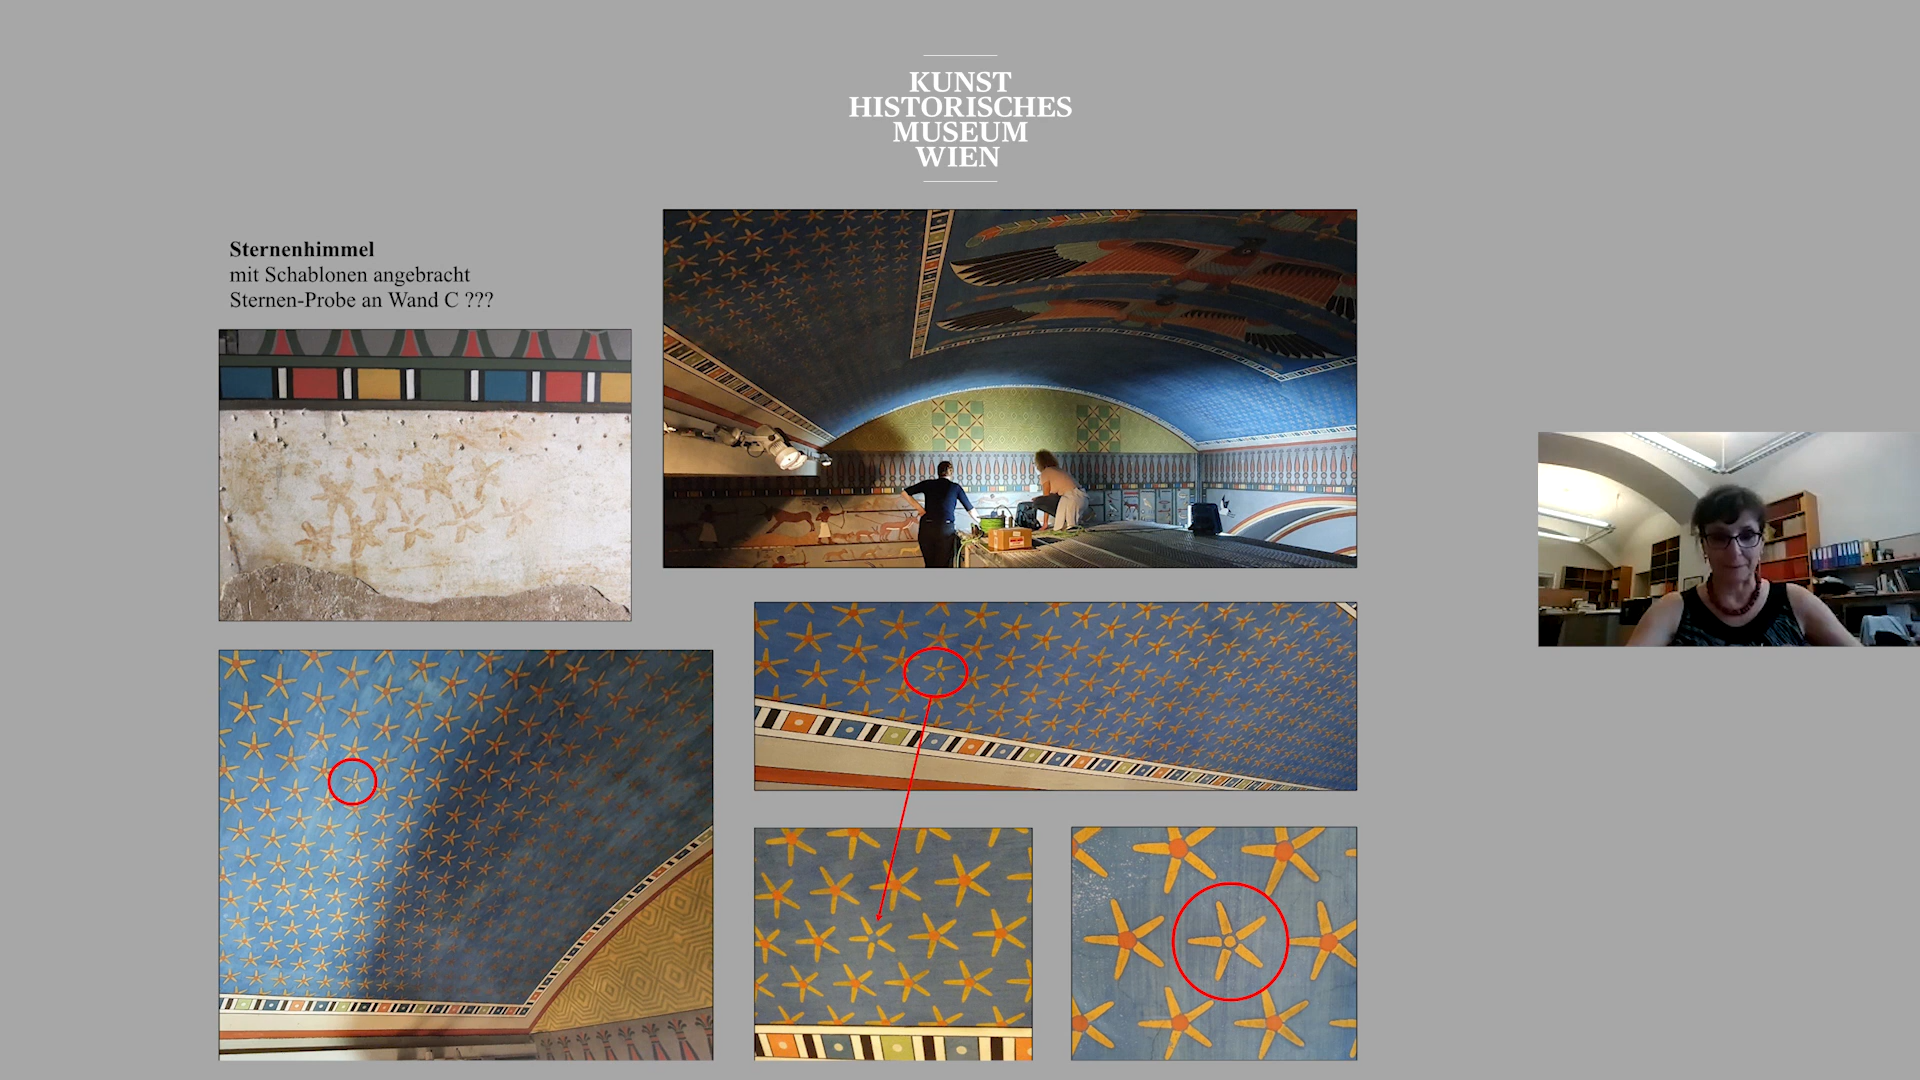 KUNST
HISTORISCHES
MUSEUM
WIEN
Sternenhimmel
mit Schablonen angebracht
Sternen-Probe an Wand C ???